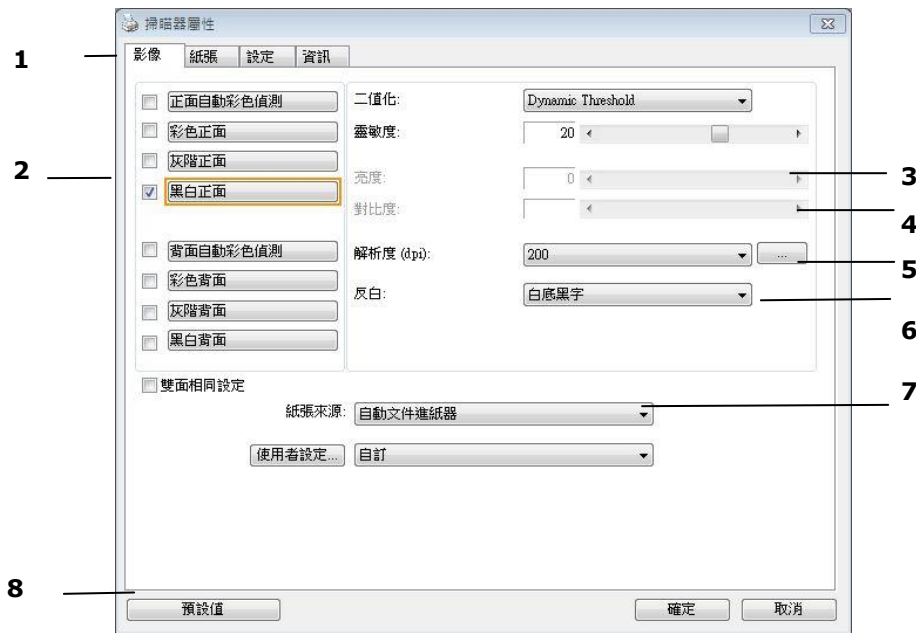 掃瞄器屬性
1
影像 紙張 設定 資訊
2
正面自動彩色偵測
彩色正面
灰階正面
黑白正面
背面自動彩色偵測
彩色背面
灰階背面
黑白背面
二值化: Dynamic Threshold
靈敏度: 20
亮度: 0
3
對比度:
4
解析度 (dpi): 200 ...
5
反白: 白底黑字
6
雙面相同設定
紙張來源: 自動文件進紙器
7
使用者設定... 自訂
8
預設值 確定 取消